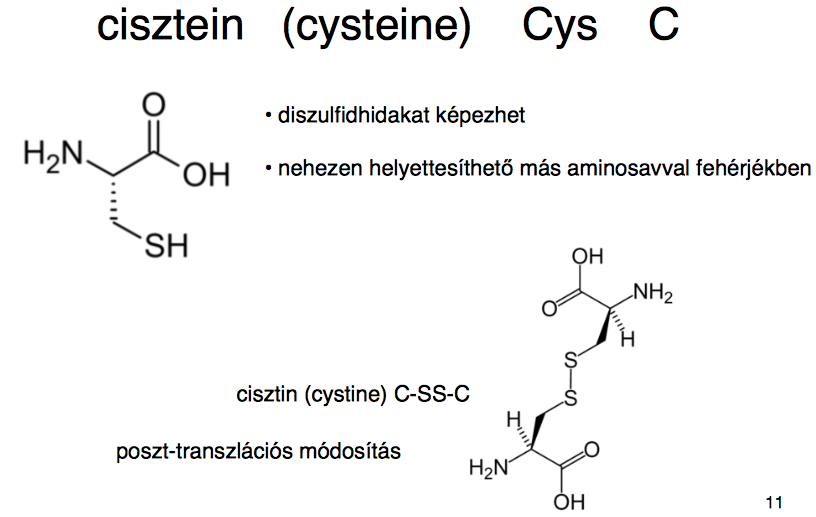 cisztein (cysteine) Cys C
• diszulfidhidakat képezhet
• nehezen helyettesíthető más aminosavval fehérjékben
O
H₂N
OH
SH
OH
O
NH₂
H
S
S
H
O
H₂N
OH
cisztin (cystine) C-SS-C
poszt-transzlációs módosítás
11